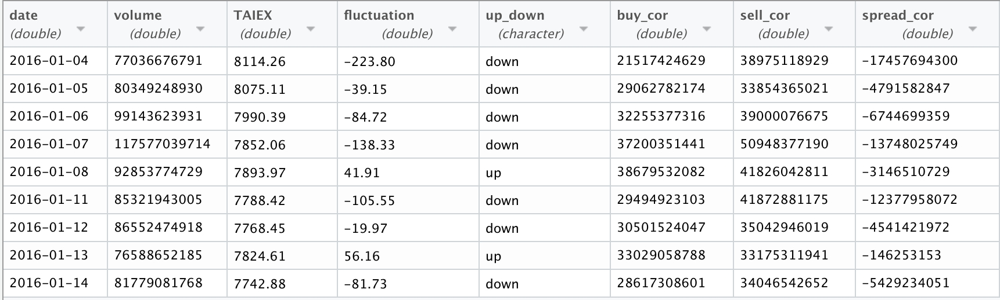 date volume TAIEX fluctuation up_down buy_cor sell_cor spread_cor
(double) (double) (double) (double) (character) (double) (double) (double)
2016-01-04 77036676791 8114.26 -223.80 down 21517424629 38975118929 -17457694300
2016-01-05 80349248930 8075.11 -39.15 down 29062782174 33854365021 -4791582847
2016-01-06 99143623931 7990.39 -84.72 down 32255377316 39000076675 -6744699359
2016-01-07 117577039714 7852.06 -138.33 down 37200351441 50948377190 -13748025749
2016-01-08 92853774729 7893.97 41.91 up 38679532082 41826042811 -3146510729
2016-01-11 85321943005 7788.42 -105.55 down 29494923103 41872881175 -12377958072
2016-01-12 86552474918 7768.45 -19.97 down 30501524047 35042946019 -4541421972
2016-01-13 76588652185 7824.61 56.16 up 33029058788 33175311941 -146253153
2016-01-14 81779081768 7742.88 -81.73 down 28617308601 34046542652 -5429234051